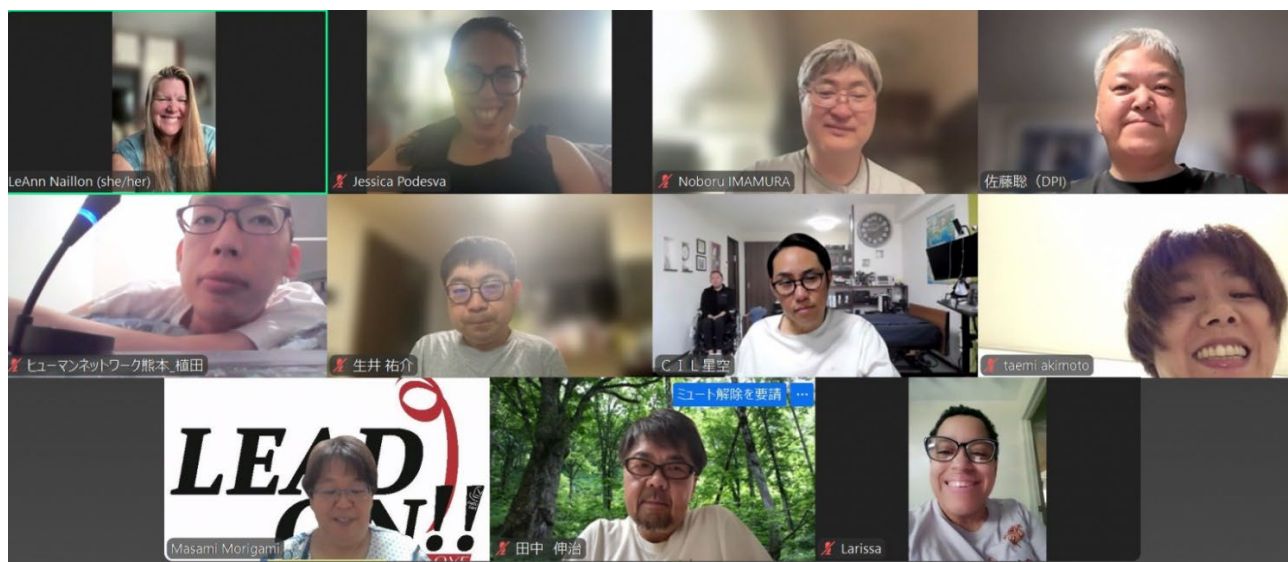 LeAnn Naillon (she/her)
Jessica Podesva
Noboru IMAMURA
佐藤聡（DPI)
ヒューマンネットワーク熊本_植田
生井 祐介
ＣＩＬ星空
taemi akimoto
LEAD
ON!!
LOVE
Masami Morigami
ミュート解除を要請 ...
田中　伸治
Larissa